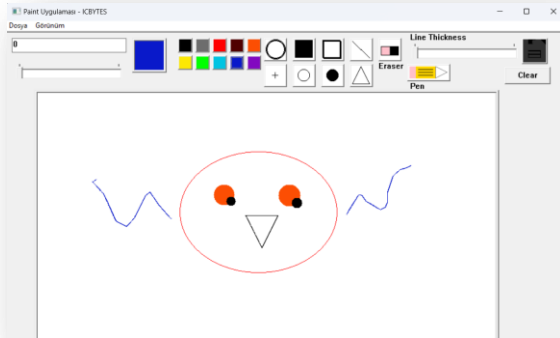 Paint Uygulaması - ICBYTES
Dosya Görünüm
0
Line Thickness
Eraser
Pen
Clear